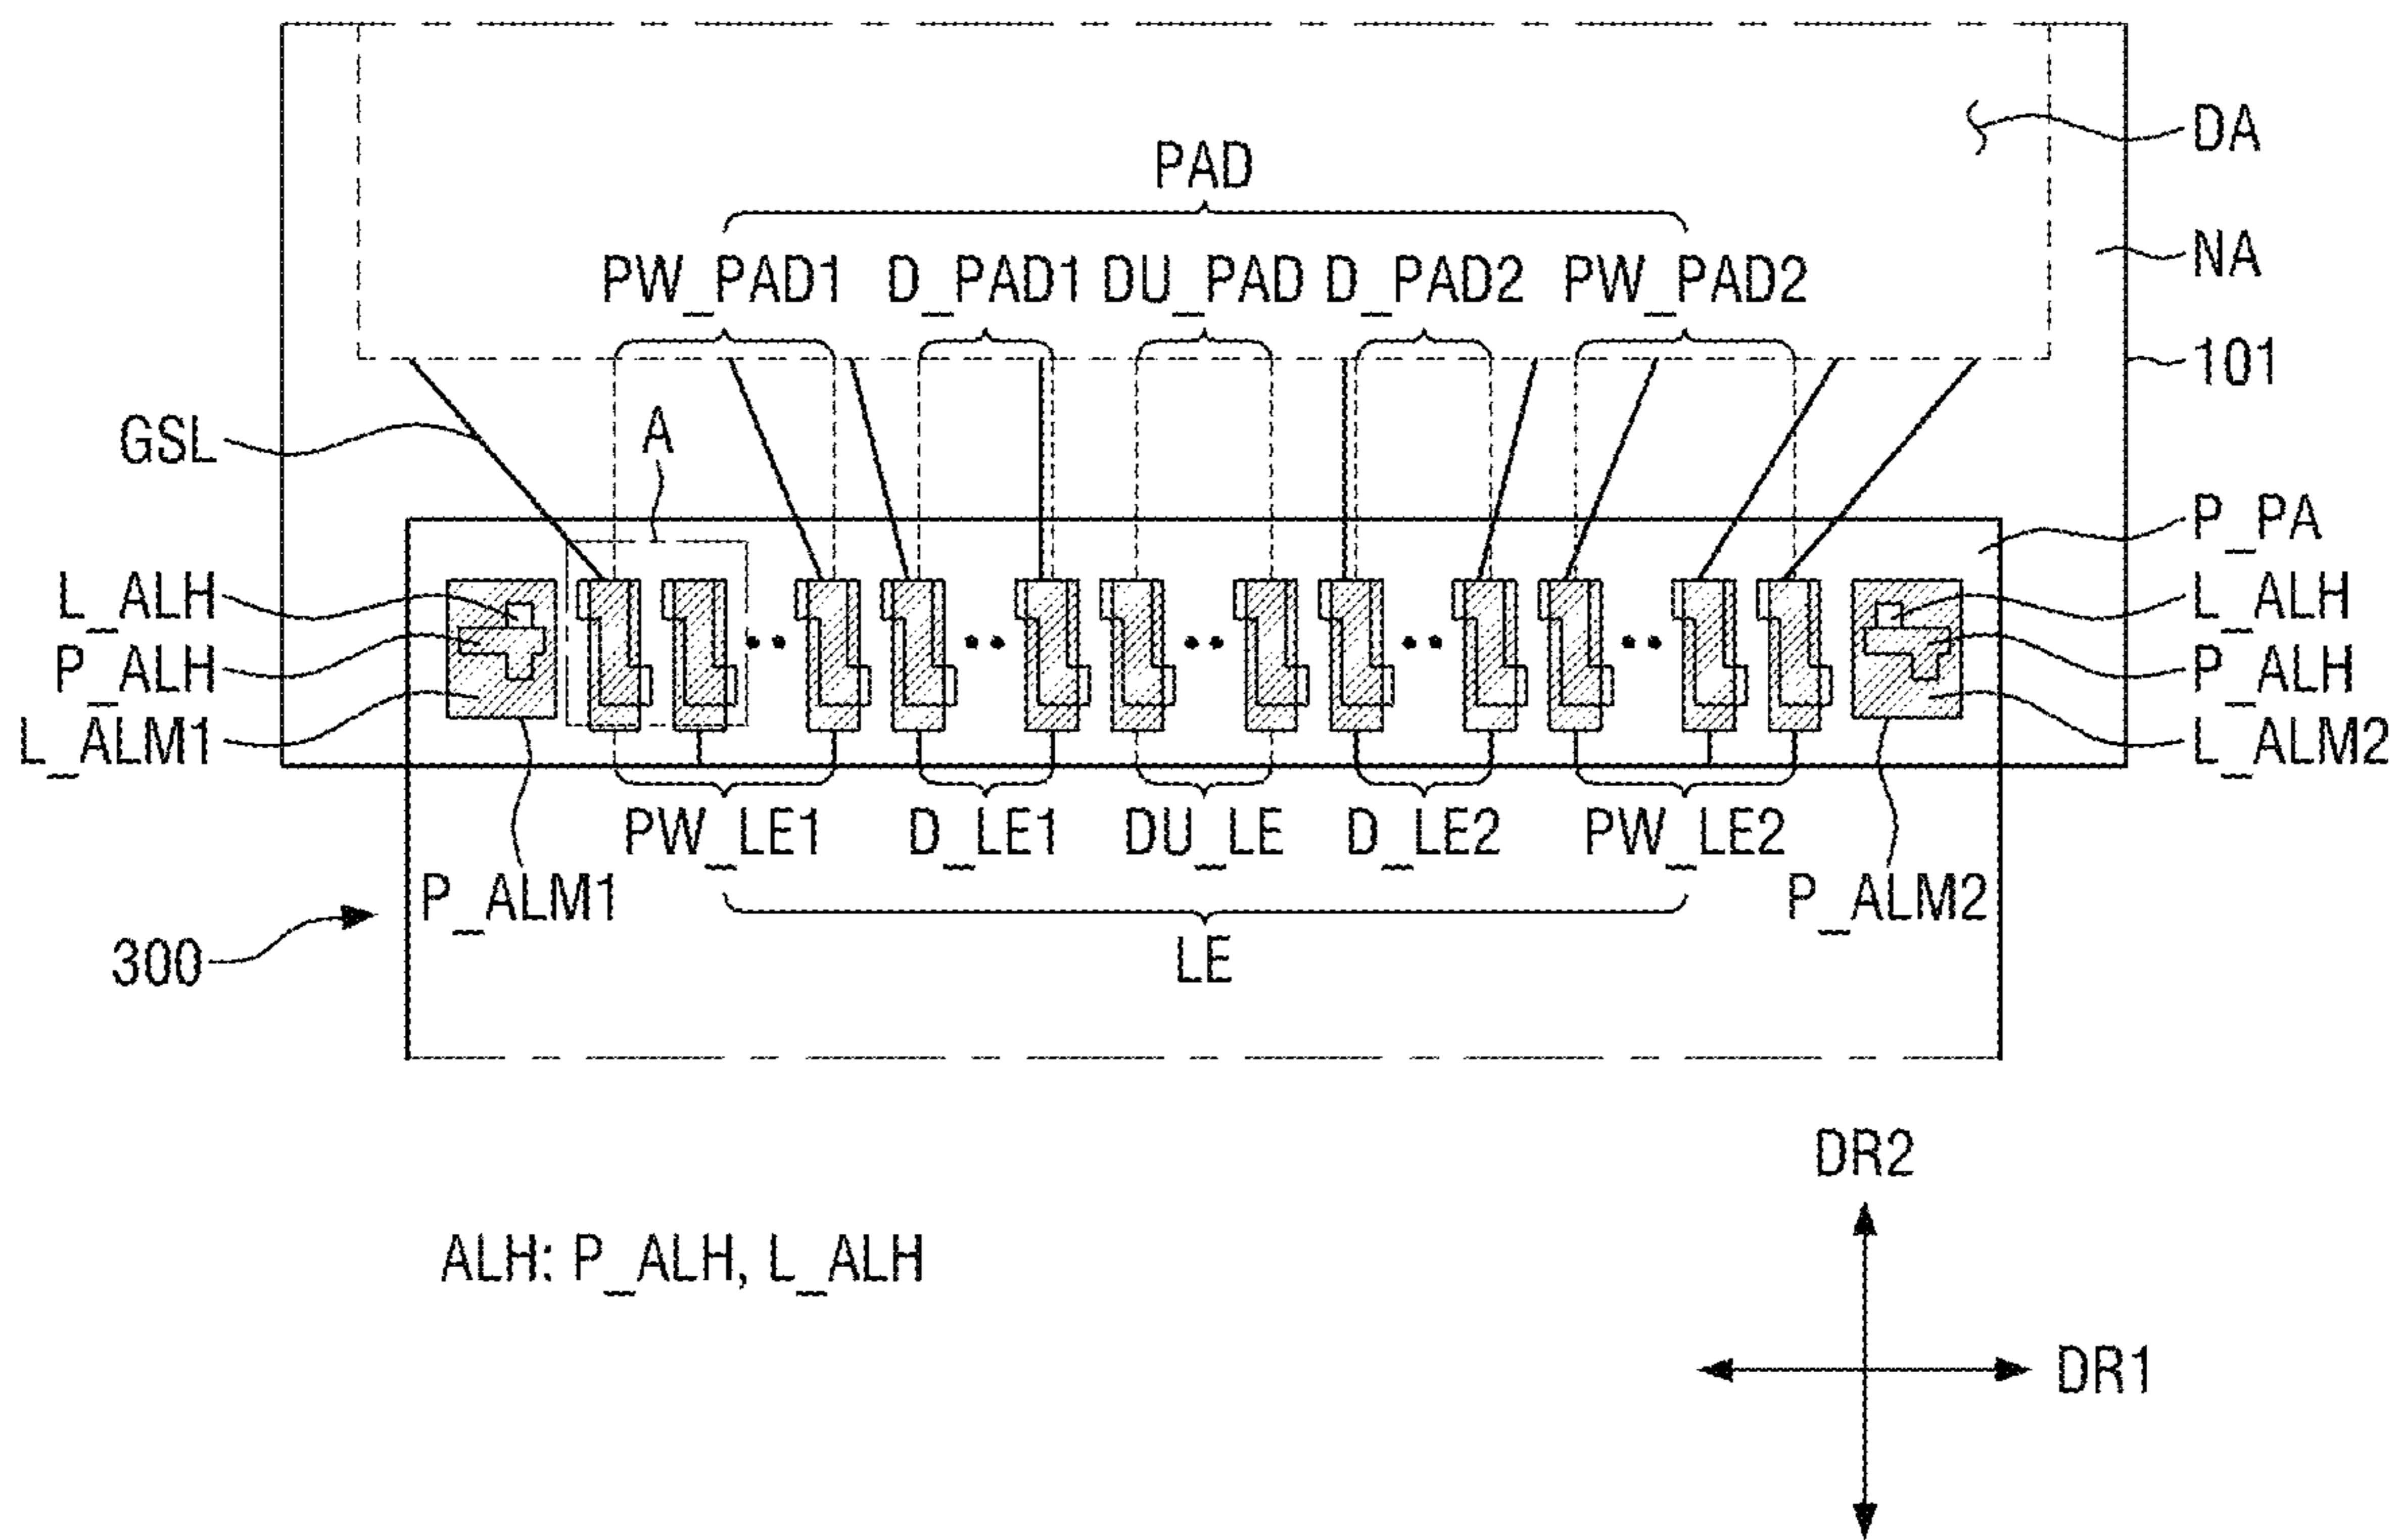 DA
PAD
NA
PW_PAD1 D_PAD1 DU_PAD D_PAD2 PW_PAD2
101
GSL
A
P_PA
L_ALH
L_ALH
P_ALH
P_ALH
L_ALM1
L_ALM2
PW_LE1 D_LE1 DU_LE D_LE2 PW_LE2
P_ALM1
P_ALM2
300
LE
DR2
ALH: P_ALH, L_ALH
DR1